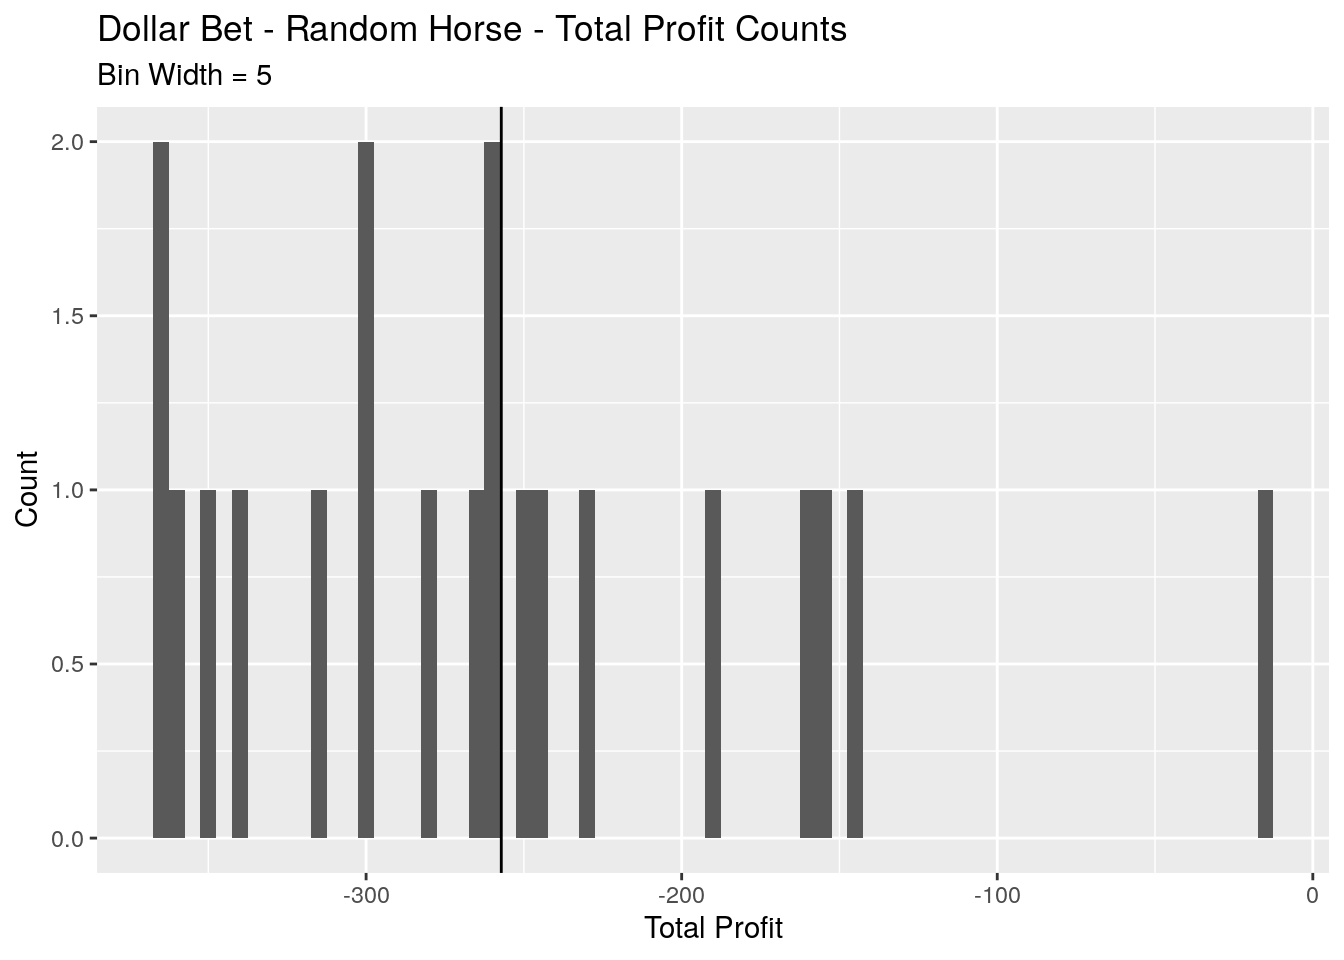 Dollar Bet - Random Horse - Total Profit Counts
Bin Width = 5
2.0
1.5
1.0
0.5
0.0
Count
-300
-200
-100
0
Total Profit